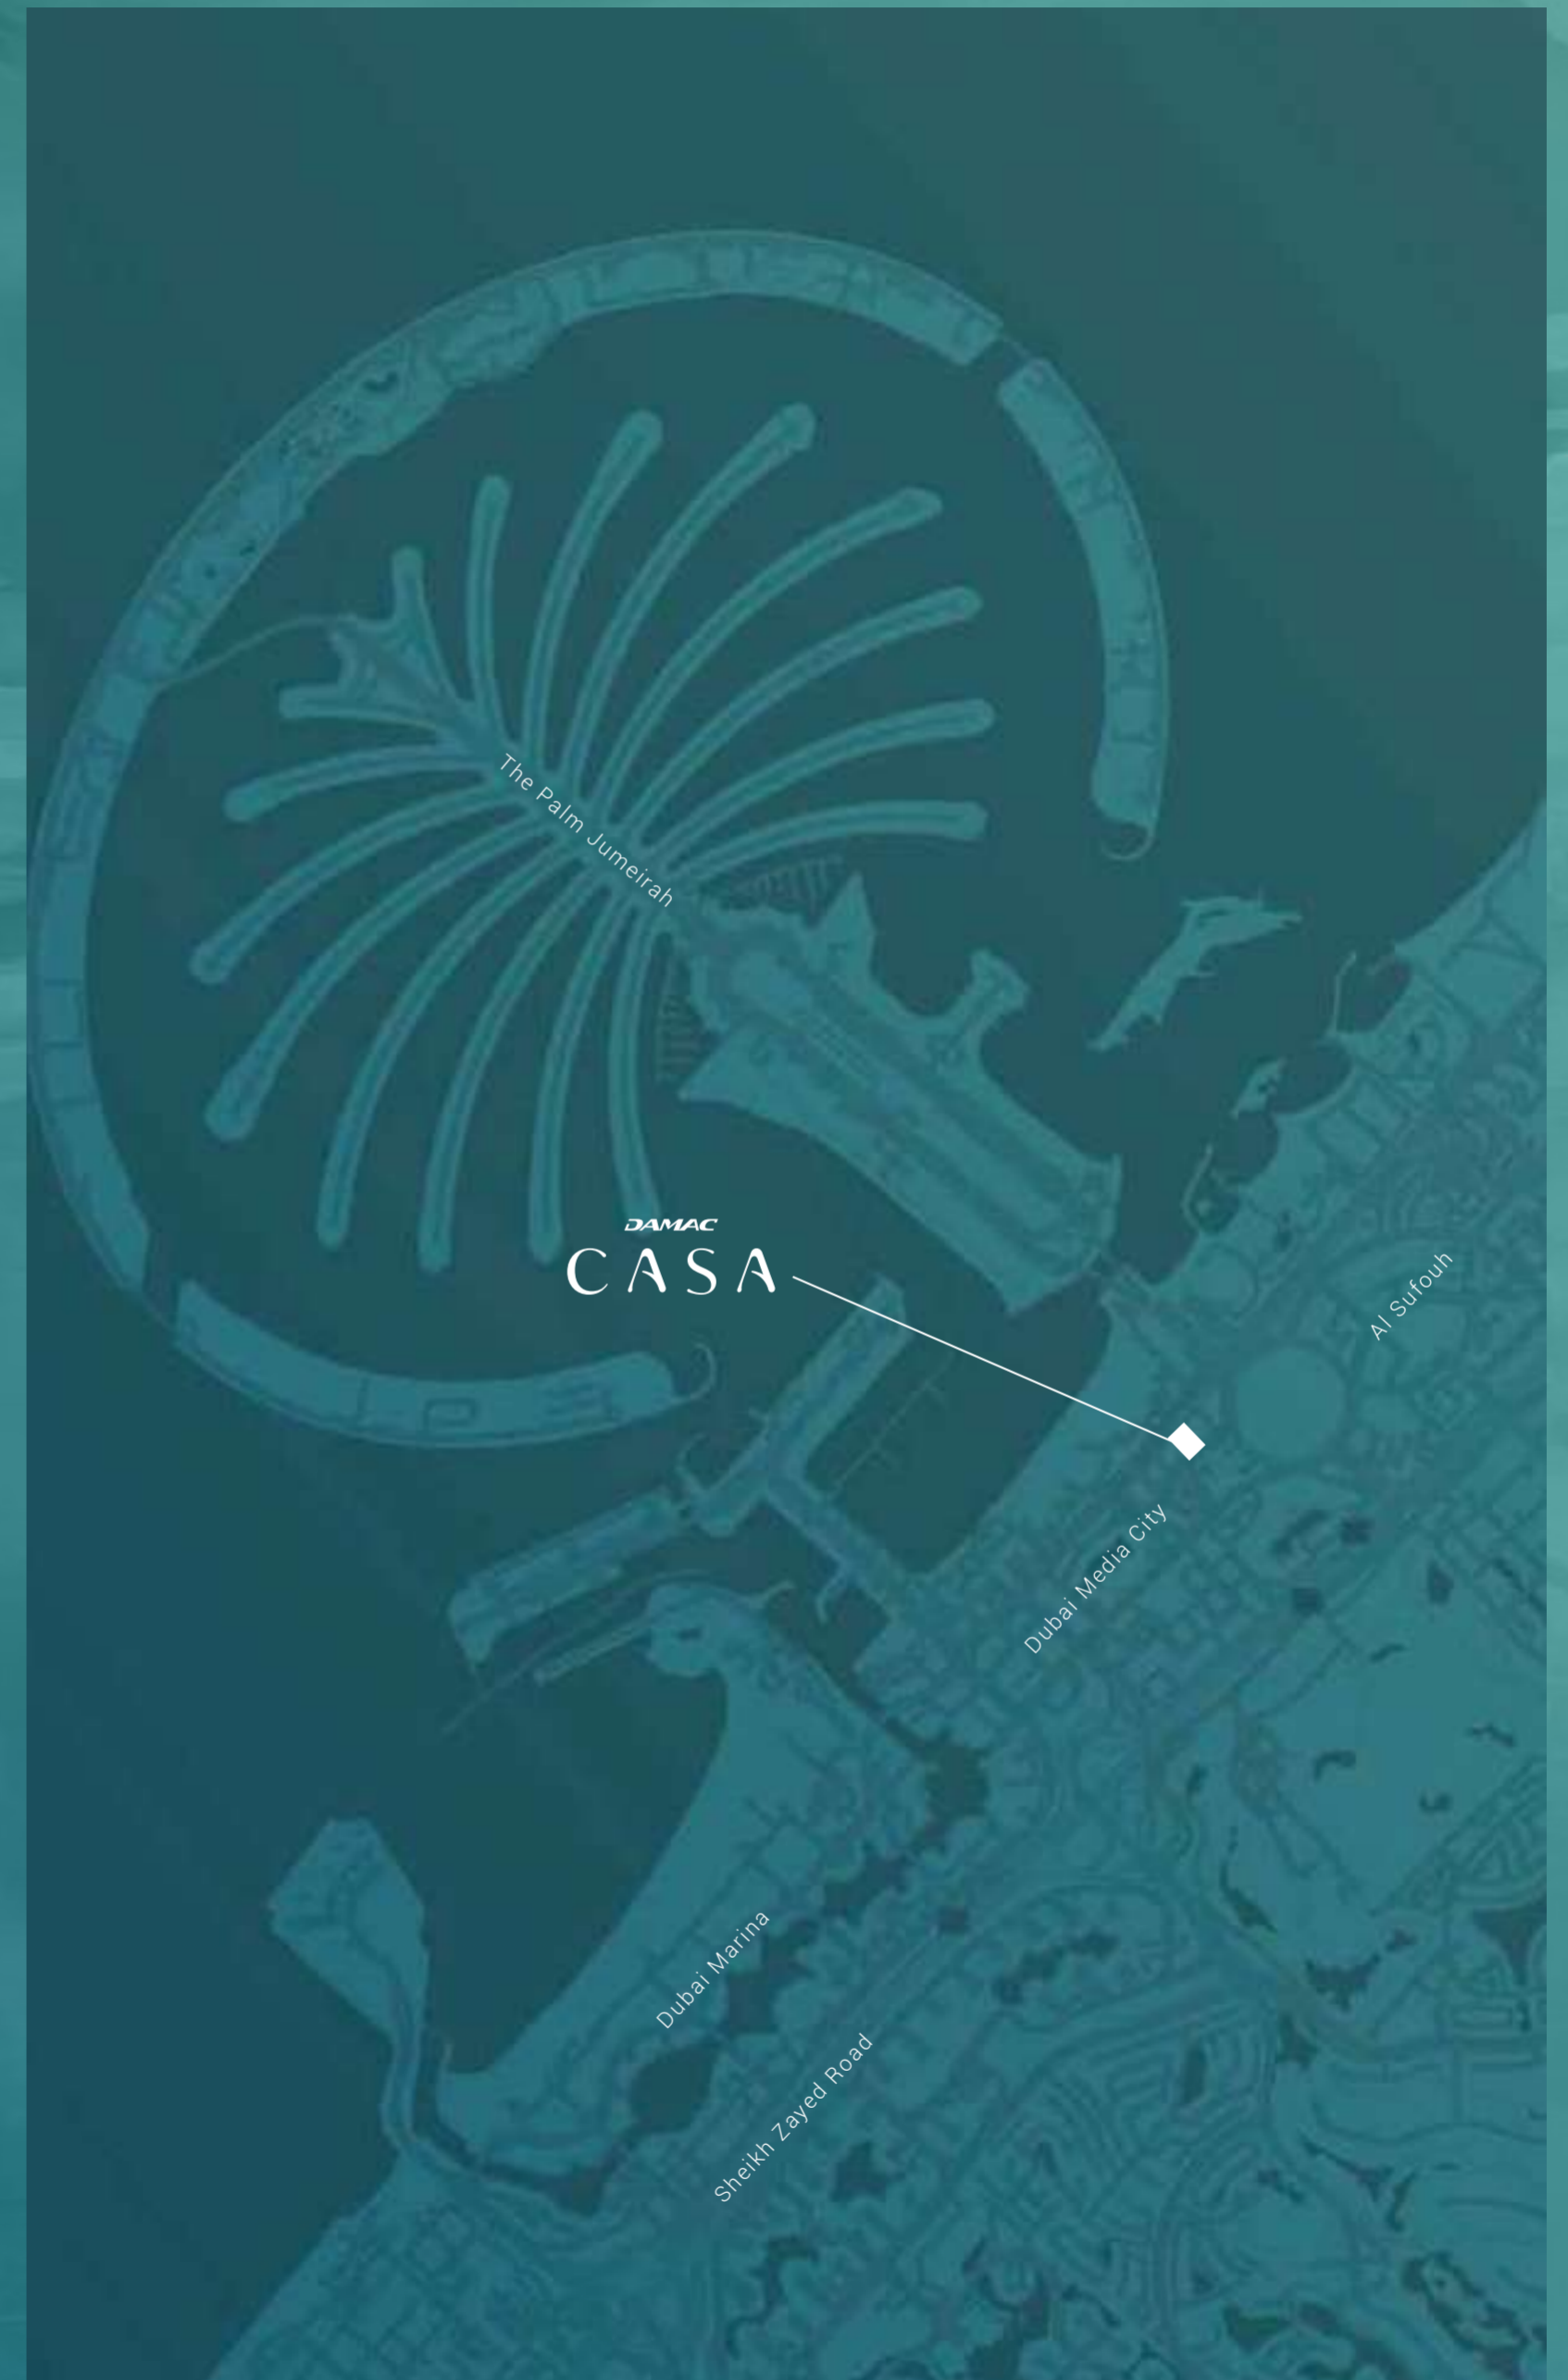 The Palm Jumeirah
DAMAC
CASA
Al Sufouh
Dubai Media City
Dubai Marina
Sheikh Zayed Road